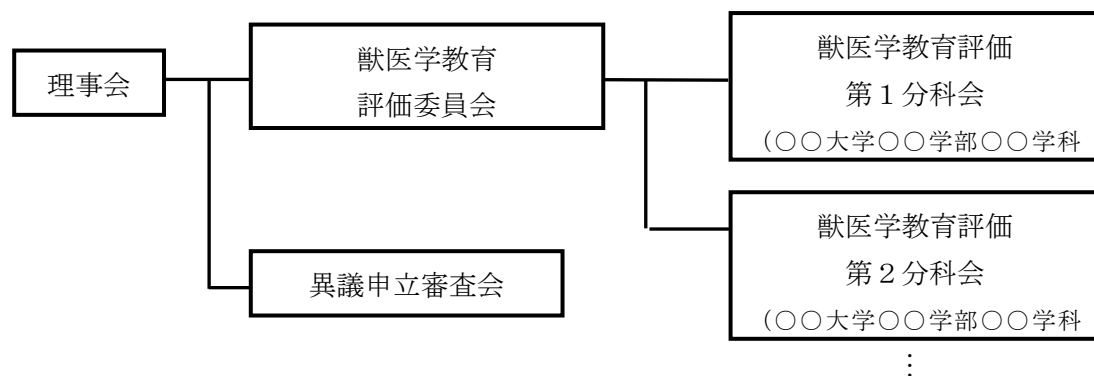 理事会
獣医学教育
評価委員会
異議申立審査会
獣医学教育評価
第１分科会
（○○大学○○学部○○学科
獣医学教育評価
第２分科会
（○○大学○○学部○○学科
⋮